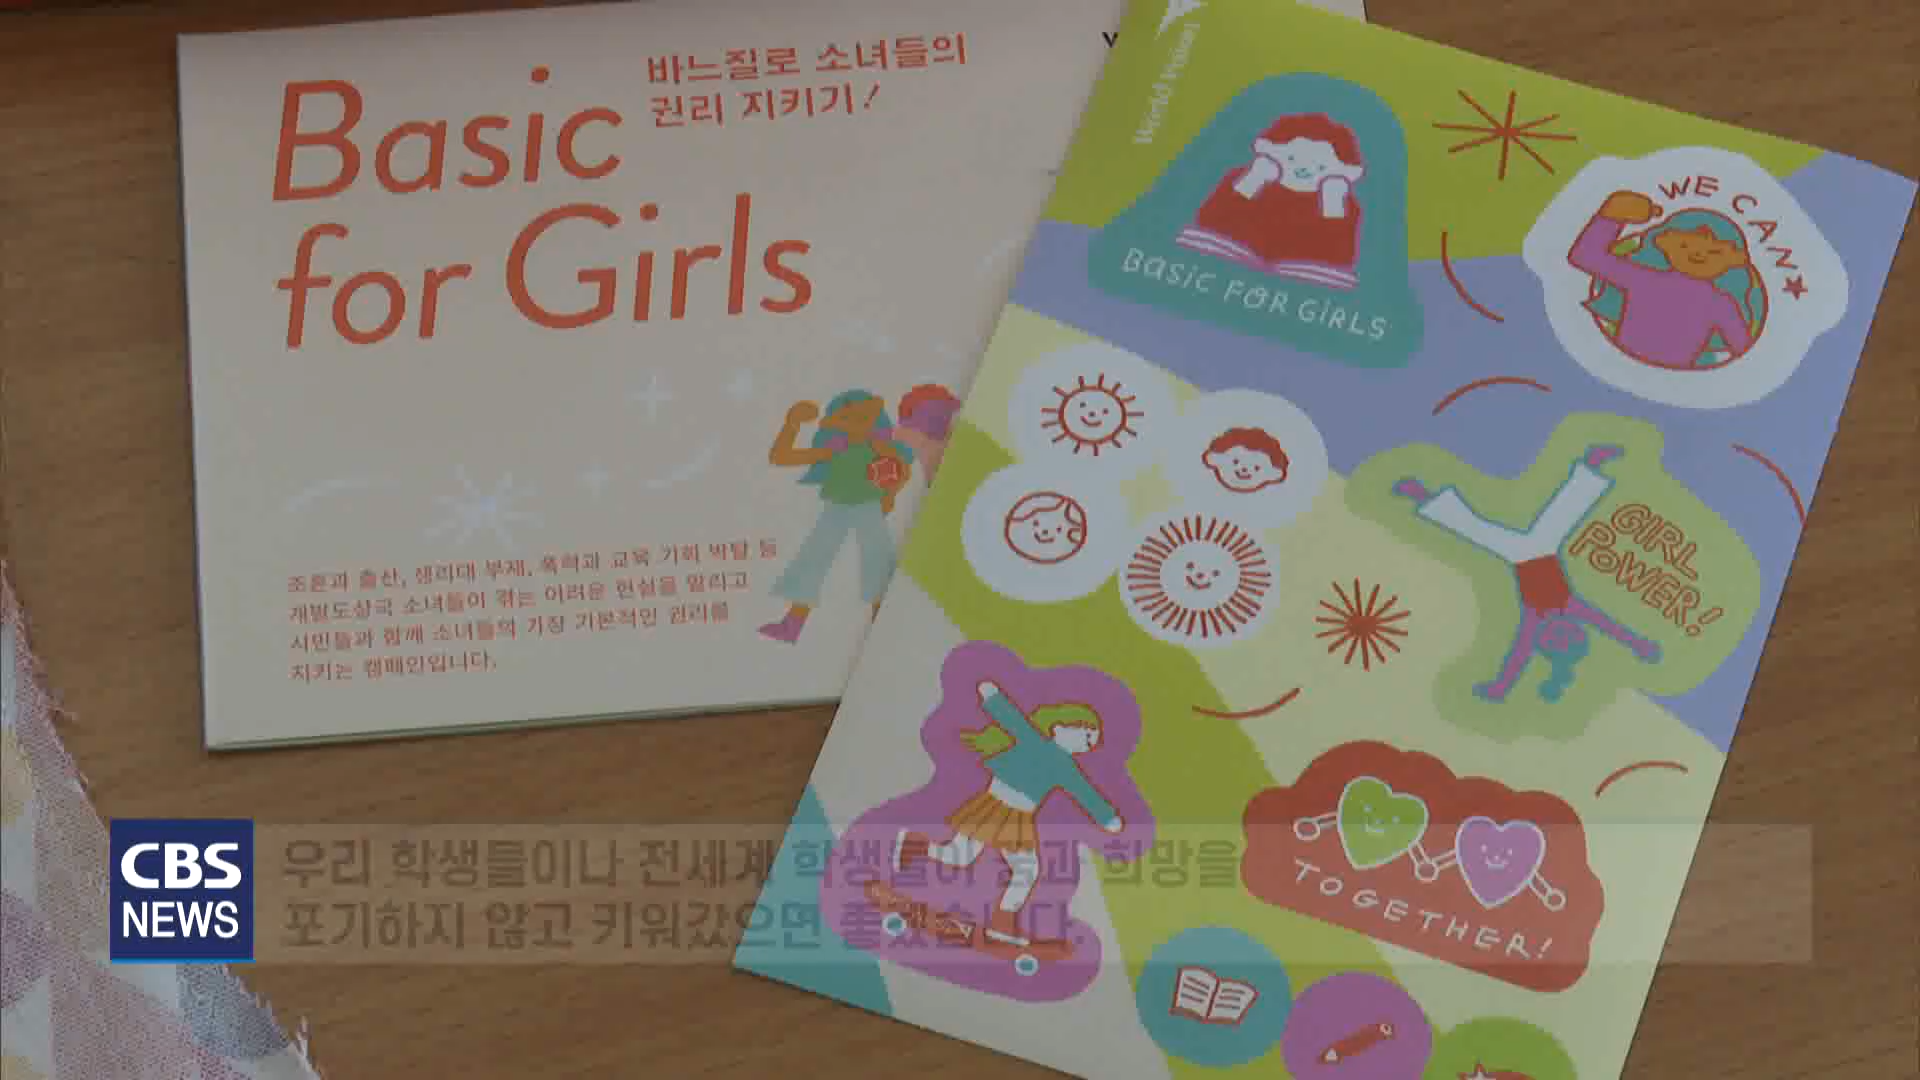 Basic
for Girls
바느질로 소녀들의
권리 지키기!
조혼과 출산, 생리대 부재, 폭력과 교육 기회 박탈 등
개발도상국 소녀들이 겪는 어려운 현실을 알리고
시민들과 함께 소녀들의 가장 기본적인 권리를
지키는 캠페인입니다.
World Vision
BASIC FOR GIRLS
WE CAN
GIRL
POWER!
TOGETHER!
CBS
NEWS
우리 학생들이나 전세계 학생들이 꿈과 희망을
포기하지 않고 키워갔으면 좋겠습니다.